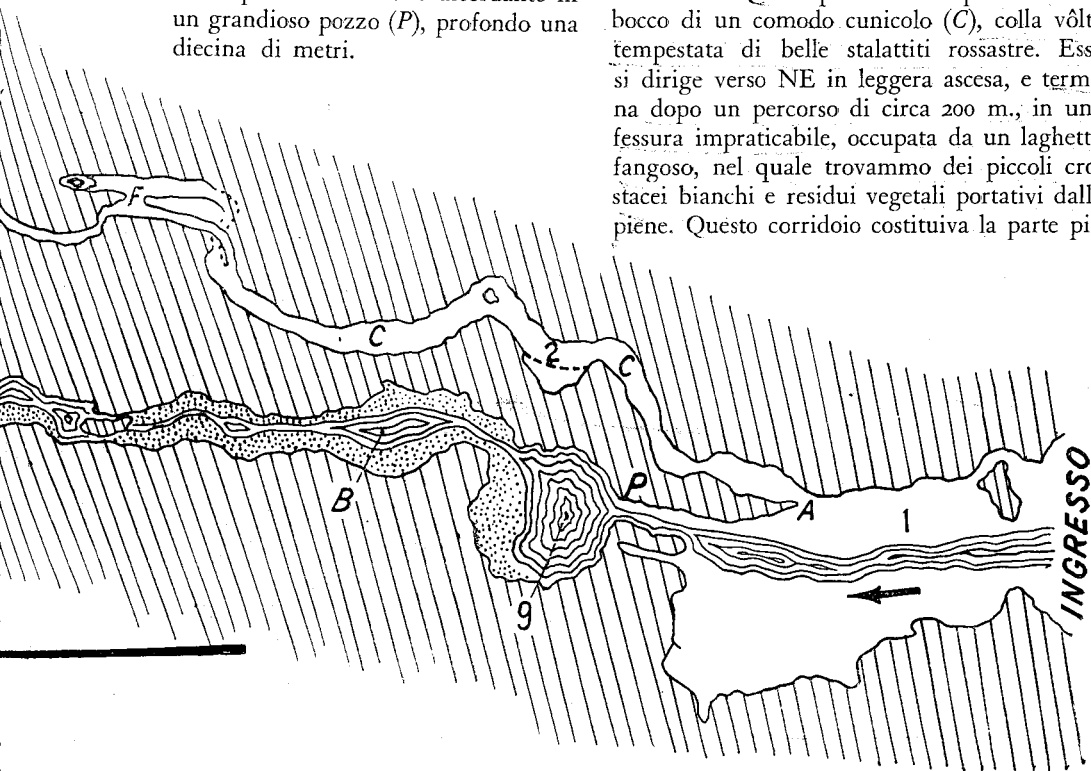 un grandioso pozzo (P), profondo una
diecina di metri.
bocco di un comodo cunicolo (C), colla vôlt
tempestata di belle stalattiti rossastre. Ess
si dirige verso NE in leggera ascesa, e term
na dopo un percorso di circa 200 m., in un
fessura impraticabile, occupata da un laghett
fangoso, nel quale trovammo dei piccoli cro
stacei bianchi e residui vegetali portativi dall
piene. Questo corridoio costituiva la parte pi
F
C
2
C
B
P
A
1
9
INGRESSO